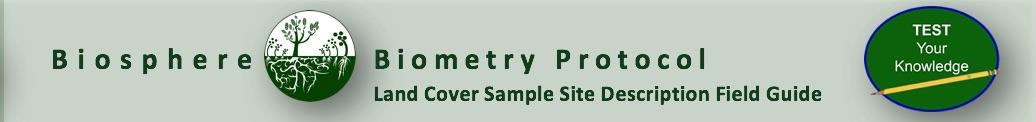 Biosphere Biometry Protocol
Land Cover Sample Site Description Field Guide
TEST
Your
Knowledge